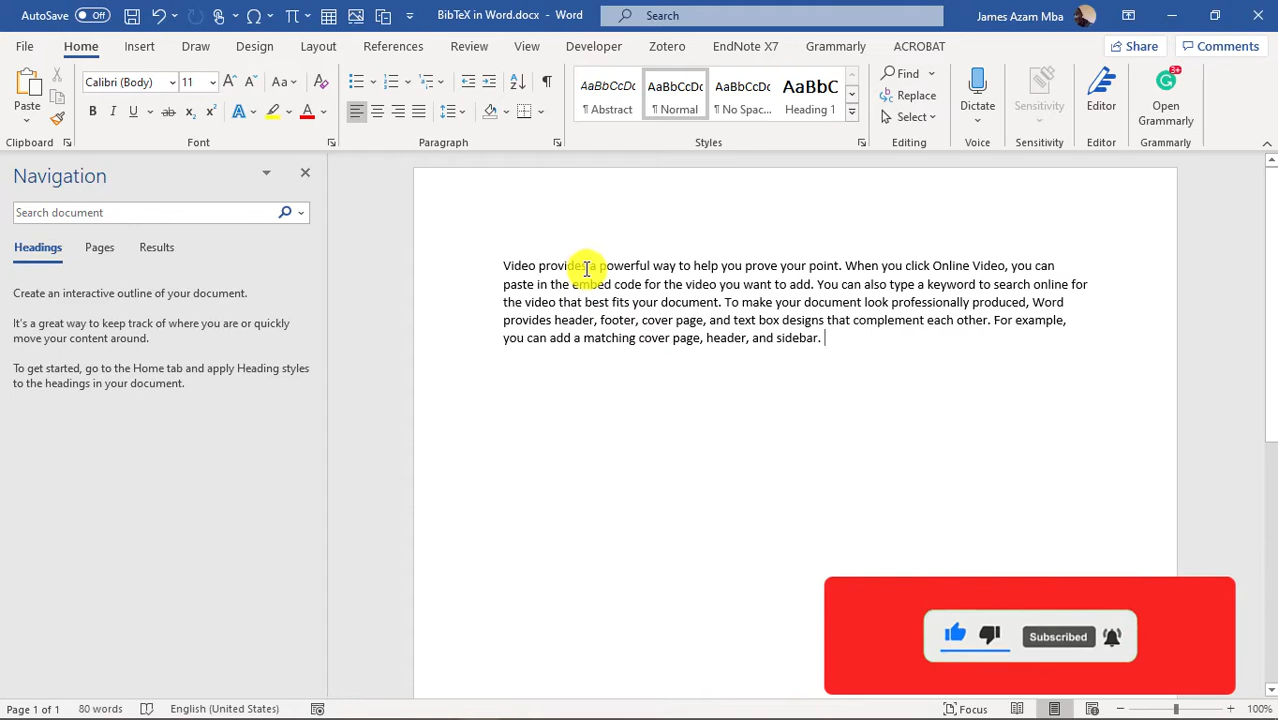 AutoSave Off BibTeX in Word.docx - Word Search James Azam Mba
File Home Insert Draw Design Layout References Review View Developer Zotero EndNote X7 Grammarly ACROBAT Share Comments
Paste Calibri (Body) 11 A A Aa B I U ab x₂ x² A A AaBbCcDc AaBbCcDc AaBbCcDc AaBbC Find Replace Select Dictate Sensitivity Editor Open Grammarly 3+
¶ Abstract ¶ Normal ¶ No Spac... Heading 1
Clipboard Font Paragraph Styles Editing Voice Sensitivity Editor Grammarly
Navigation
Search document
Headings Pages Results
Create an interactive outline of your document.
It's a great way to keep track of where you are or quickly
move your content around.
To get started, go to the Home tab and apply Heading styles
to the headings in your document.
Video provides a powerful way to help you prove your point. When you click Online Video, you can
paste in the embed code for the video you want to add. You can also type a keyword to search online for
the video that best fits your document. To make your document look professionally produced, Word
provides header, footer, cover page, and text box designs that complement each other. For example,
you can add a matching cover page, header, and sidebar.
Subscribed
Page 1 of 1 80 words English (United States) Focus 100%